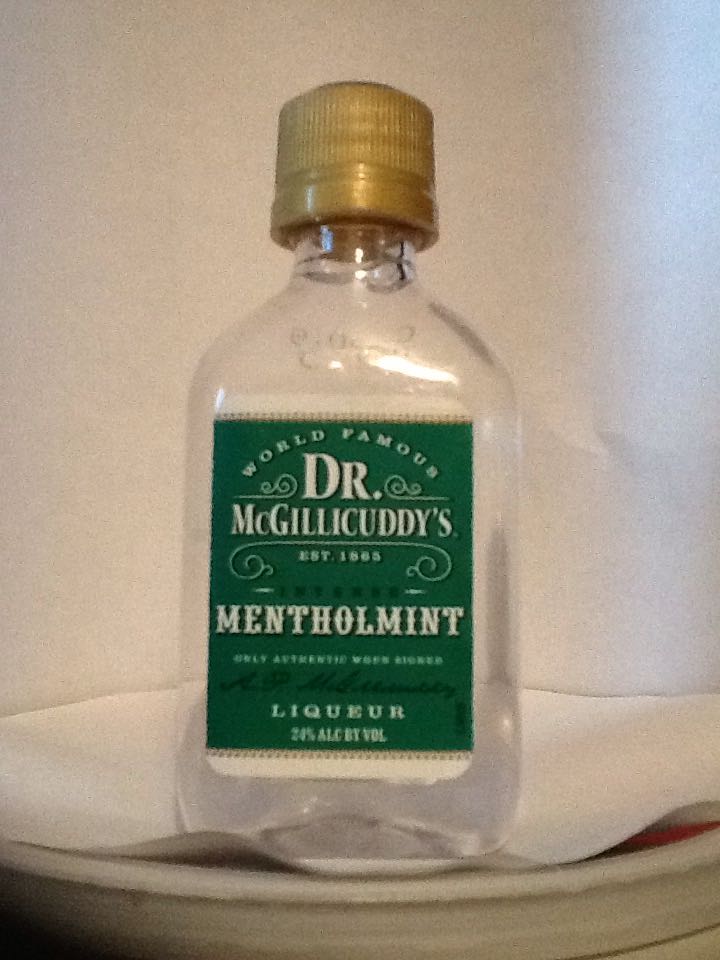 WORLD FAMOUS
DR.
McGILLICUDDY'S
EST. 1865
INTENSE
MENTHOLMINT
ONLY AUTHENTIC WHEN SIGNED
LIQUEUR
24% ALC BY VOL